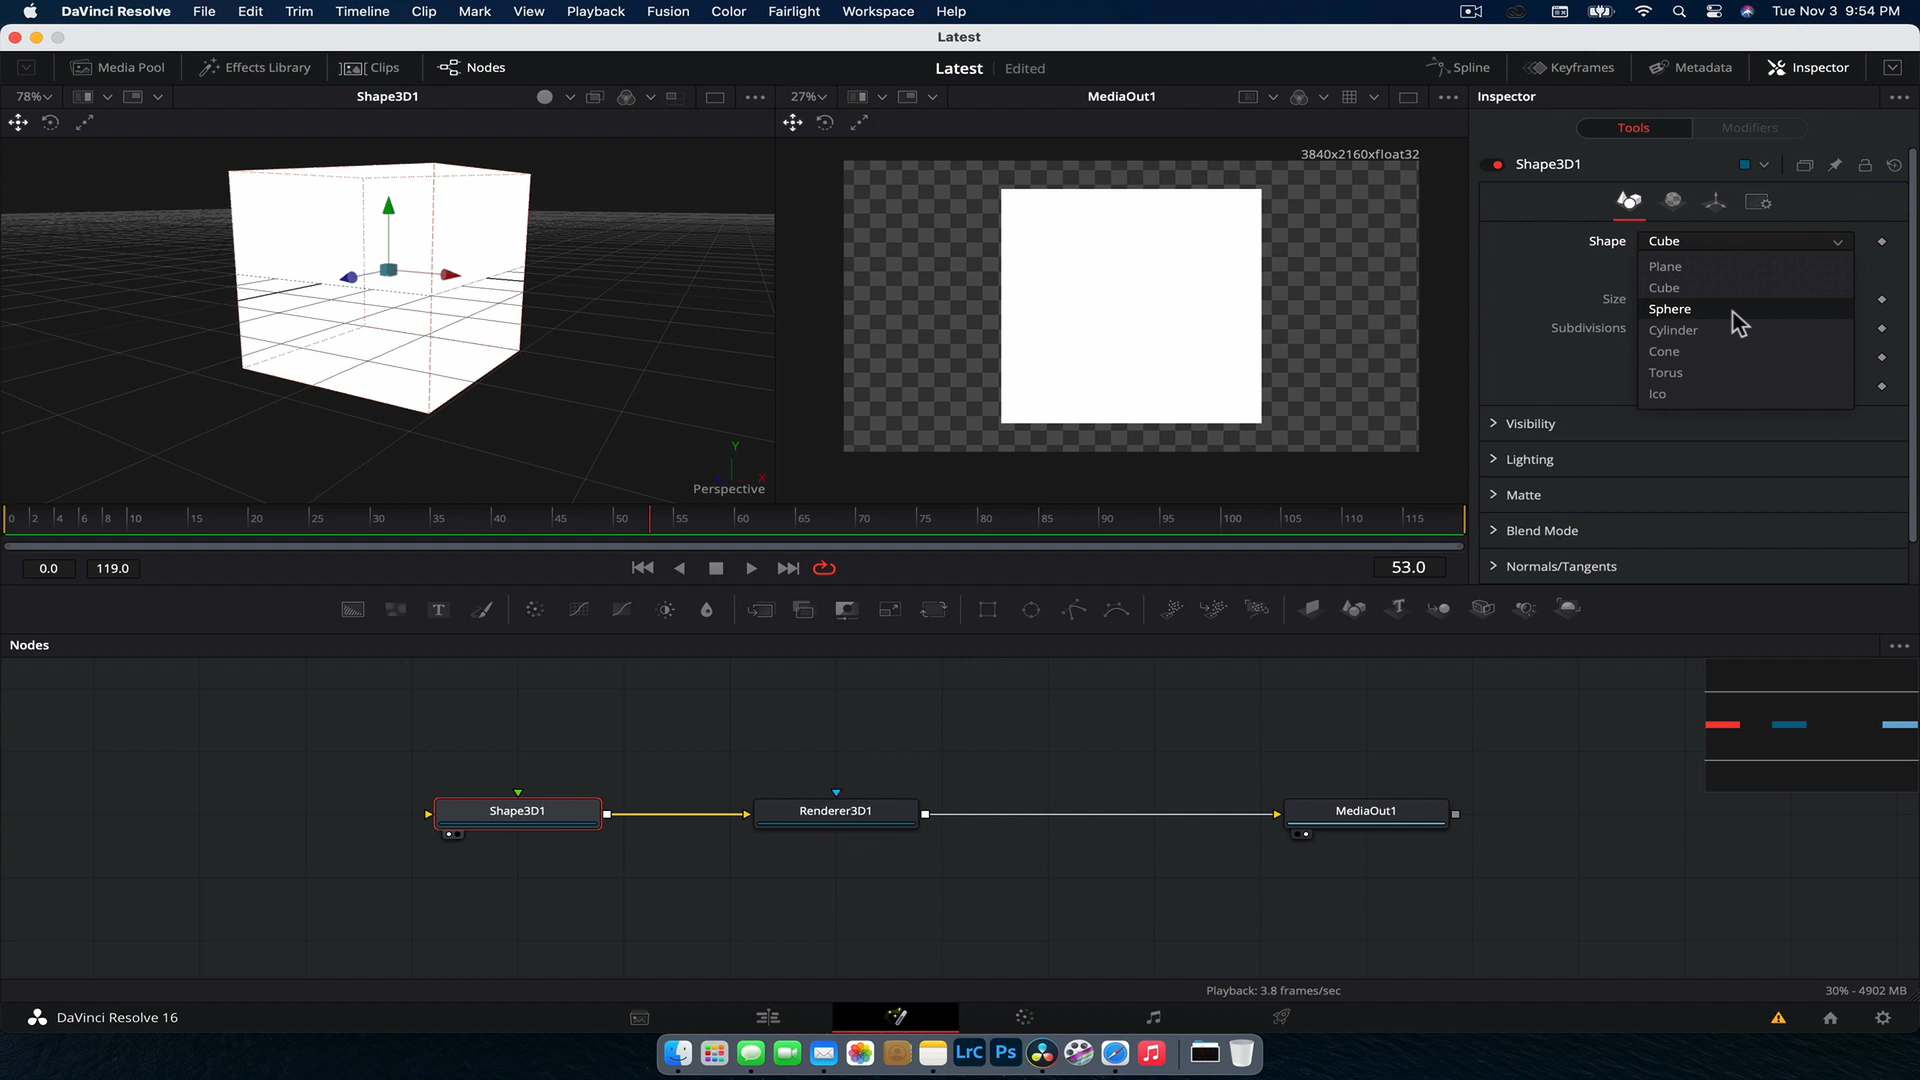 DaVinci Resolve File Edit Trim Timeline Clip Mark View Playback Fusion Color Fairlight Workspace Help Tue Nov 3 9:54 PM
Latest
Media Pool Effects Library Clips Nodes Latest Edited Spline Keyframes Metadata Inspector
78% Shape3D1 27% MediaOut1 Inspector
Tools Modifiers
3840x2160xfloat32
Shape3D1
Shape Cube
Plane
Cube
Size
Sphere
Subdivisions
Cylinder
Cone
Torus
Ico
Visibility
Y
X
Perspective
Lighting
Matte
Blend Mode
Normals/Tangents
0 2 4 6 8 10 15 20 25 30 35 40 45 50 55 60 65 70 75 80 85 90 95 100 105 110 115
0.0 119.0 53.0
T T
Nodes
Shape3D1 Renderer3D1 MediaOut1
Playback: 3.8 frames/sec 30% - 4902 MB
DaVinci Resolve 16
LrC Ps